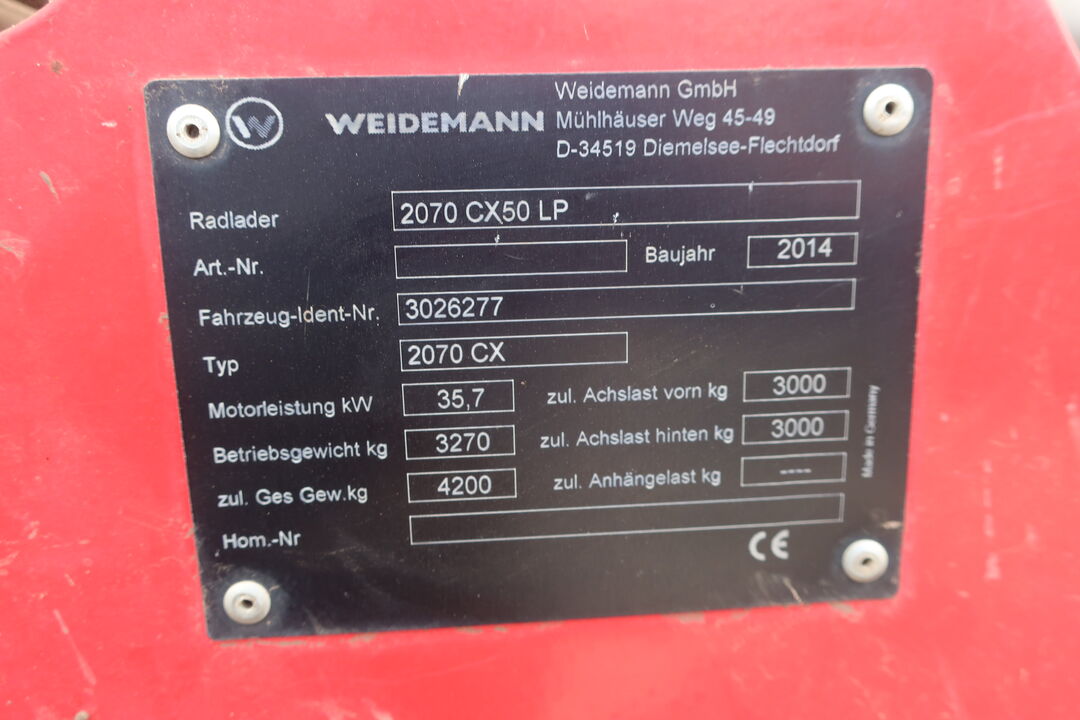 W WEIDEMANN
Weidemann GmbH
Mühlhäuser Weg 45-49
D-34519 Diemelsee-Flechtdorf
Radlader 2070 CX50 LP
Art.-Nr. Baujahr 2014
Fahrzeug-Ident-Nr. 3026277
Typ 2070 CX
Motorleistung kW 35,7 zul. Achslast vorn kg 3000
Betriebsgewicht kg 3270 zul. Achslast hinten kg 3000
zul. Ges Gew.kg 4200 zul. Anhängelast kg ----
Hom.-Nr
CE
Made in Germany